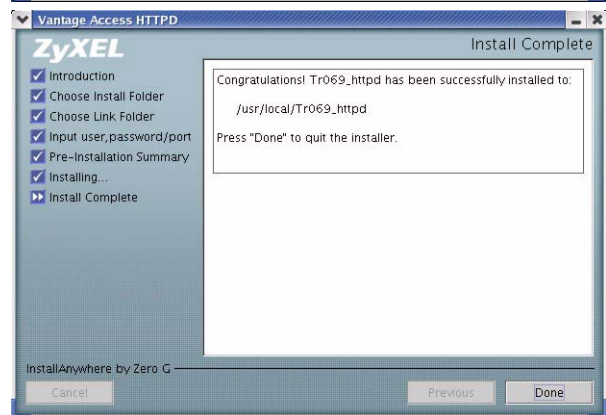 Vantage Access HTTPD
ZyXEL
Install Complete
Introduction
Choose Install Folder
Choose Link Folder
Input user,password/port
Pre-Installation Summary
Installing...
Install Complete
Congratulations! Tr069_httpd has been successfully installed to:
/usr/local/Tr069_httpd
Press "Done" to quit the installer.
InstallAnywhere by Zero G
Cancel
Previous
Done